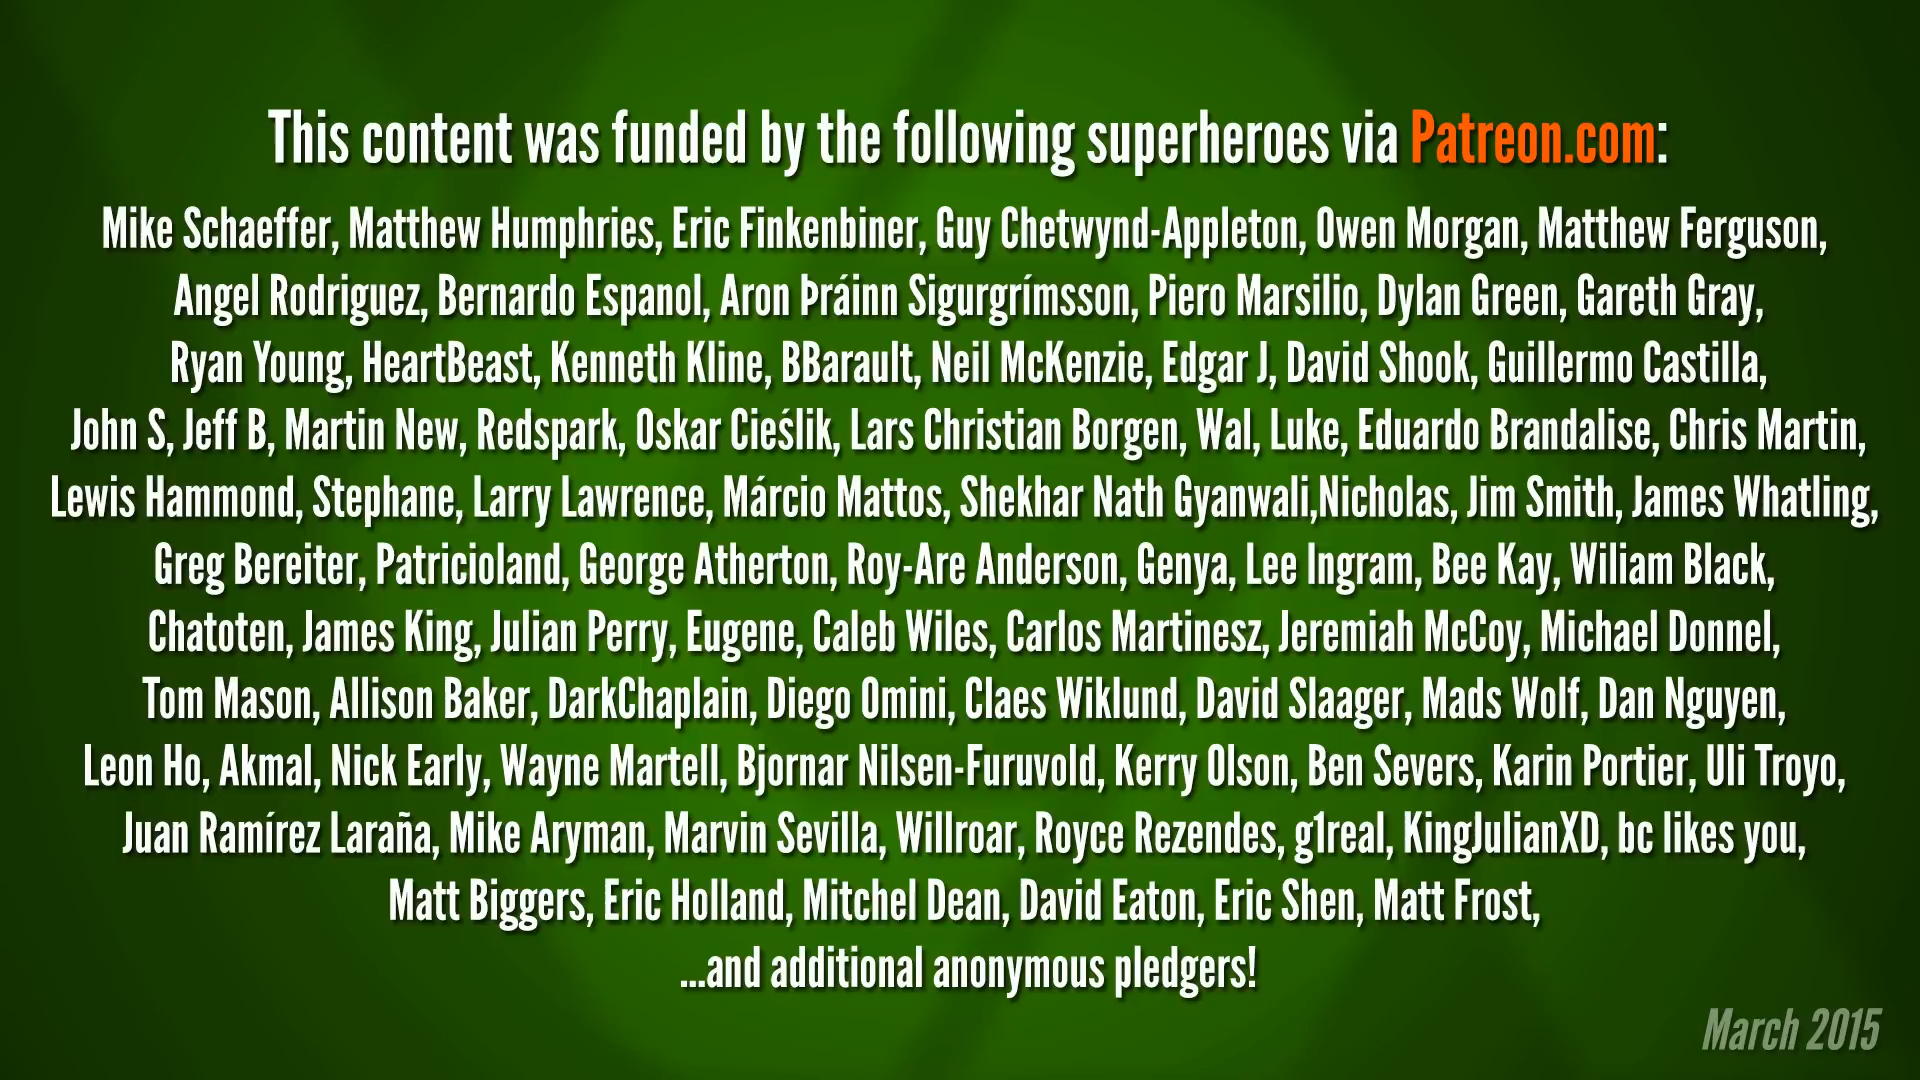 This content was funded by the following superheroes via Patreon.com:
Mike Schaeffer, Matthew Humphries, Eric Finkenbiner, Guy Chetwynd-Appleton, Owen Morgan, Matthew Ferguson,
Angel Rodriguez, Bernardo Espanol, Aron Þráinn Sigurgrímsson, Piero Marsilio, Dylan Green, Gareth Gray,
Ryan Young, HeartBeast, Kenneth Kline, BBarault, Neil McKenzie, Edgar J, David Shook, Guillermo Castilla,
John S, Jeff B, Martin New, Redspark, Oskar Cieślik, Lars Christian Borgen, Wal, Luke, Eduardo Brandalise, Chris Martin,
Lewis Hammond, Stephane, Larry Lawrence, Márcio Mattos, Shekhar Nath Gyanwali,Nicholas, Jim Smith, James Whatling,
Greg Bereiter, Patricioland, George Atherton, Roy-Are Anderson, Genya, Lee Ingram, Bee Kay, Wiliam Black,
Chatoten, James King, Julian Perry, Eugene, Caleb Wiles, Carlos Martinesz, Jeremiah McCoy, Michael Donnel,
Tom Mason, Allison Baker, DarkChaplain, Diego Omini, Claes Wiklund, David Slaager, Mads Wolf, Dan Nguyen,
Leon Ho, Akmal, Nick Early, Wayne Martell, Bjornar Nilsen-Furuvold, Kerry Olson, Ben Severs, Karin Portier, Uli Troyo,
Juan Ramírez Laraña, Mike Aryman, Marvin Sevilla, Willroar, Royce Rezendes, g1real, KingJulianXD, bc likes you,
Matt Biggers, Eric Holland, Mitchel Dean, David Eaton, Eric Shen, Matt Frost,
...and additional anonymous pledgers!
March 2015